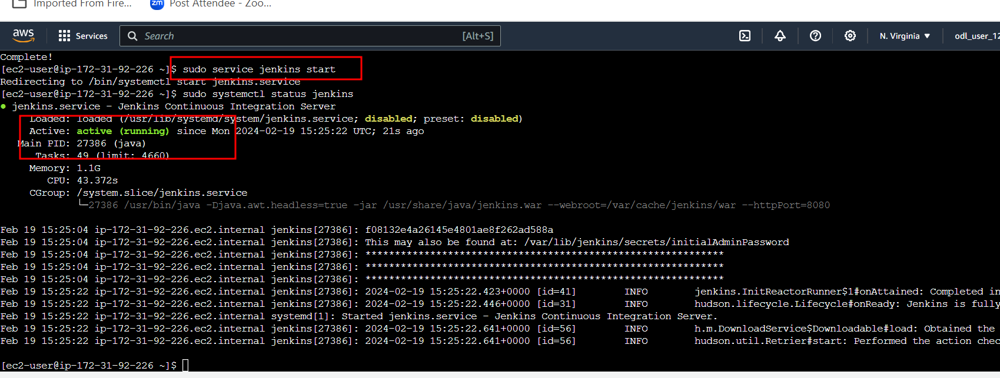 Imported From Fire...
zm Post Attendee - Zoo...
aws Services Search [Alt+S] N. Virginia ▼ odl_user_12
Complete!
[ec2-user@ip-172-31-92-226 ~]$ sudo service jenkins start
Redirecting to /bin/systemctl start jenkins.service
[ec2-user@ip-172-31-92-226 ~]$ sudo systemctl status jenkins
● jenkins.service - Jenkins Continuous Integration Server
Loaded: loaded (/usr/lib/systemd/system/jenkins.service; disabled; preset: disabled)
Active: active (running) since Mon 2024-02-19 15:25:22 UTC; 21s ago
Main PID: 27386 (java)
Tasks: 49 (limit: 4660)
Memory: 1.1G
CPU: 43.372s
CGroup: /system.slice/jenkins.service
└─27386 /usr/bin/java -Djava.awt.headless=true -jar /usr/share/java/jenkins.war --webroot=/var/cache/jenkins/war --httpPort=8080
Feb 19 15:25:04 ip-172-31-92-226.ec2.internal jenkins[27386]: f08132e4a26145e4801ae8f262ad588a
Feb 19 15:25:04 ip-172-31-92-226.ec2.internal jenkins[27386]: This may also be found at: /var/lib/jenkins/secrets/initialAdminPassword
Feb 19 15:25:04 ip-172-31-92-226.ec2.internal jenkins[27386]: *************************************************************
Feb 19 15:25:04 ip-172-31-92-226.ec2.internal jenkins[27386]: *************************************************************
Feb 19 15:25:04 ip-172-31-92-226.ec2.internal jenkins[27386]: *************************************************************
Feb 19 15:25:22 ip-172-31-92-226.ec2.internal jenkins[27386]: 2024-02-19 15:25:22.423+0000 [id=41] INFO jenkins.InitReactorRunner$1#onAttained: Completed in
Feb 19 15:25:22 ip-172-31-92-226.ec2.internal jenkins[27386]: 2024-02-19 15:25:22.446+0000 [id=31] INFO hudson.lifecycle.Lifecycle#onReady: Jenkins is fully
Feb 19 15:25:22 ip-172-31-92-226.ec2.internal systemd[1]: Started jenkins.service - Jenkins Continuous Integration Server.
Feb 19 15:25:22 ip-172-31-92-226.ec2.internal jenkins[27386]: 2024-02-19 15:25:22.641+0000 [id=56] INFO h.m.DownloadService$Downloadable#load: Obtained the
Feb 19 15:25:22 ip-172-31-92-226.ec2.internal jenkins[27386]: 2024-02-19 15:25:22.641+0000 [id=56] INFO hudson.util.Retrier#start: Performed the action chec
[ec2-user@ip-172-31-92-226 ~]$